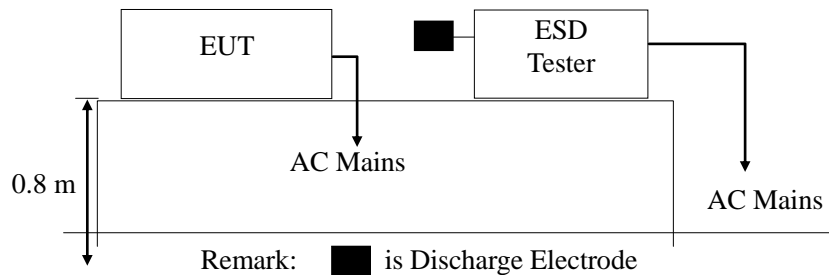 EUT
ESD
Tester
AC Mains
0.8 m
AC Mains
Remark: is Discharge Electrode